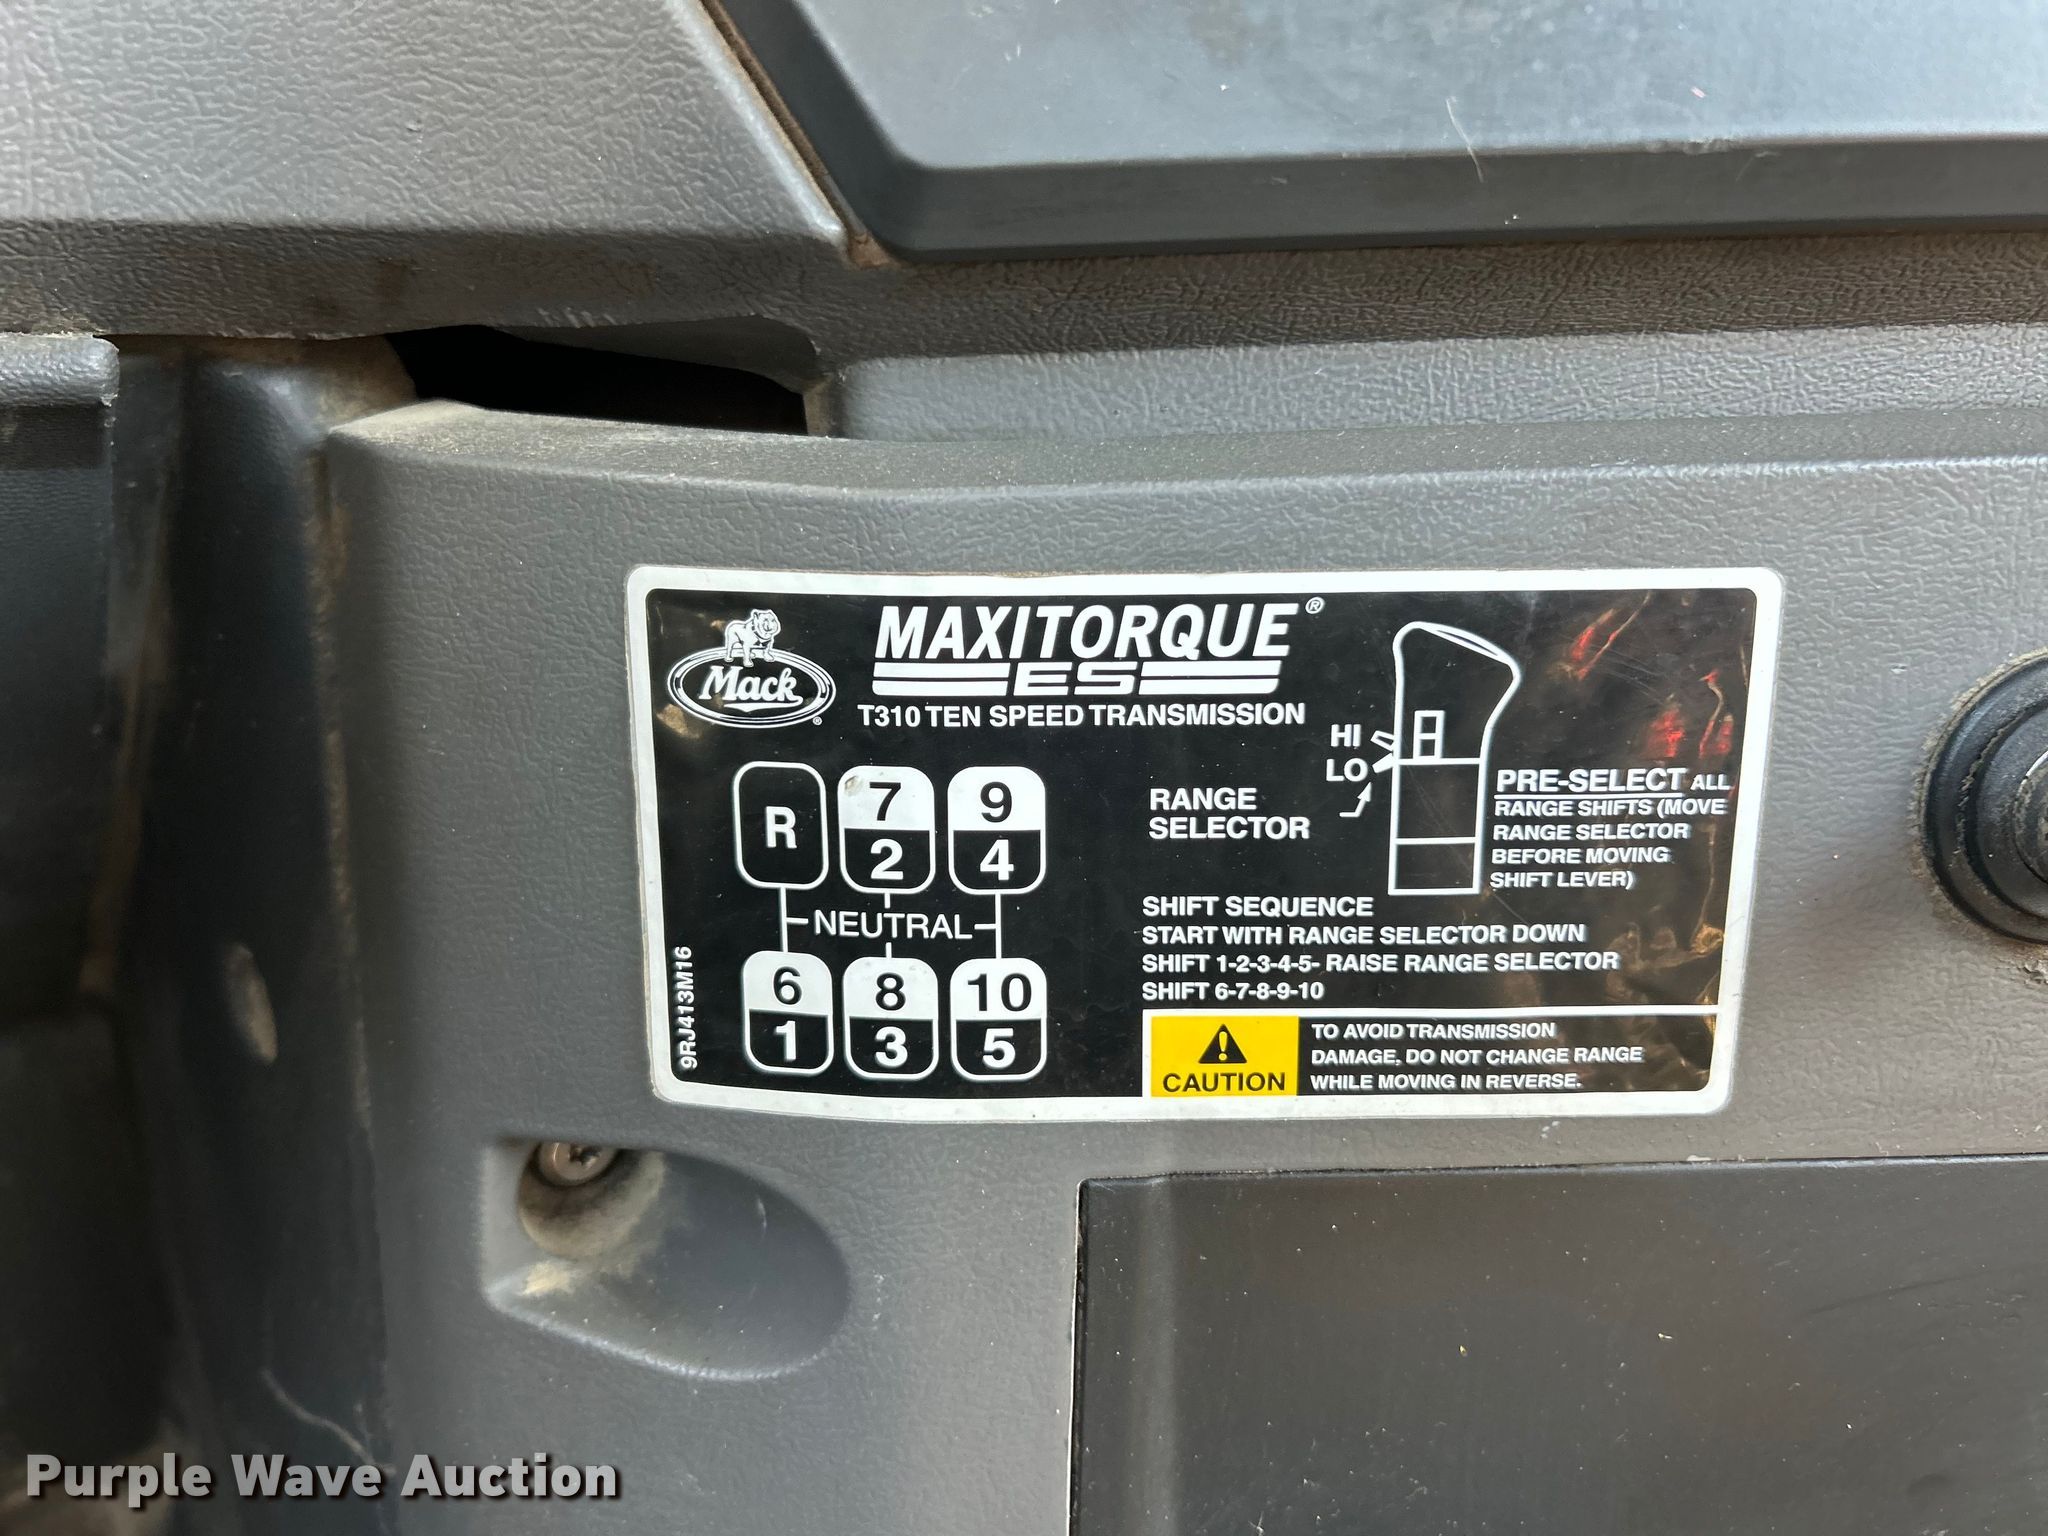 MAXITORQUE®
ES
T310 TEN SPEED TRANSMISSION
Mack®
R
7
2
9
4
NEUTRAL
6
1
8
3
10
5
9RJ413M16
HI
LO
RANGE
SELECTOR
PRE-SELECT ALL
RANGE SHIFTS (MOVE
RANGE SELECTOR
BEFORE MOVING
SHIFT LEVER)
SHIFT SEQUENCE
START WITH RANGE SELECTOR DOWN
SHIFT 1-2-3-4-5- RAISE RANGE SELECTOR
SHIFT 6-7-8-9-10
CAUTION
TO AVOID TRANSMISSION
DAMAGE, DO NOT CHANGE RANGE
WHILE MOVING IN REVERSE.
Purple Wave Auction